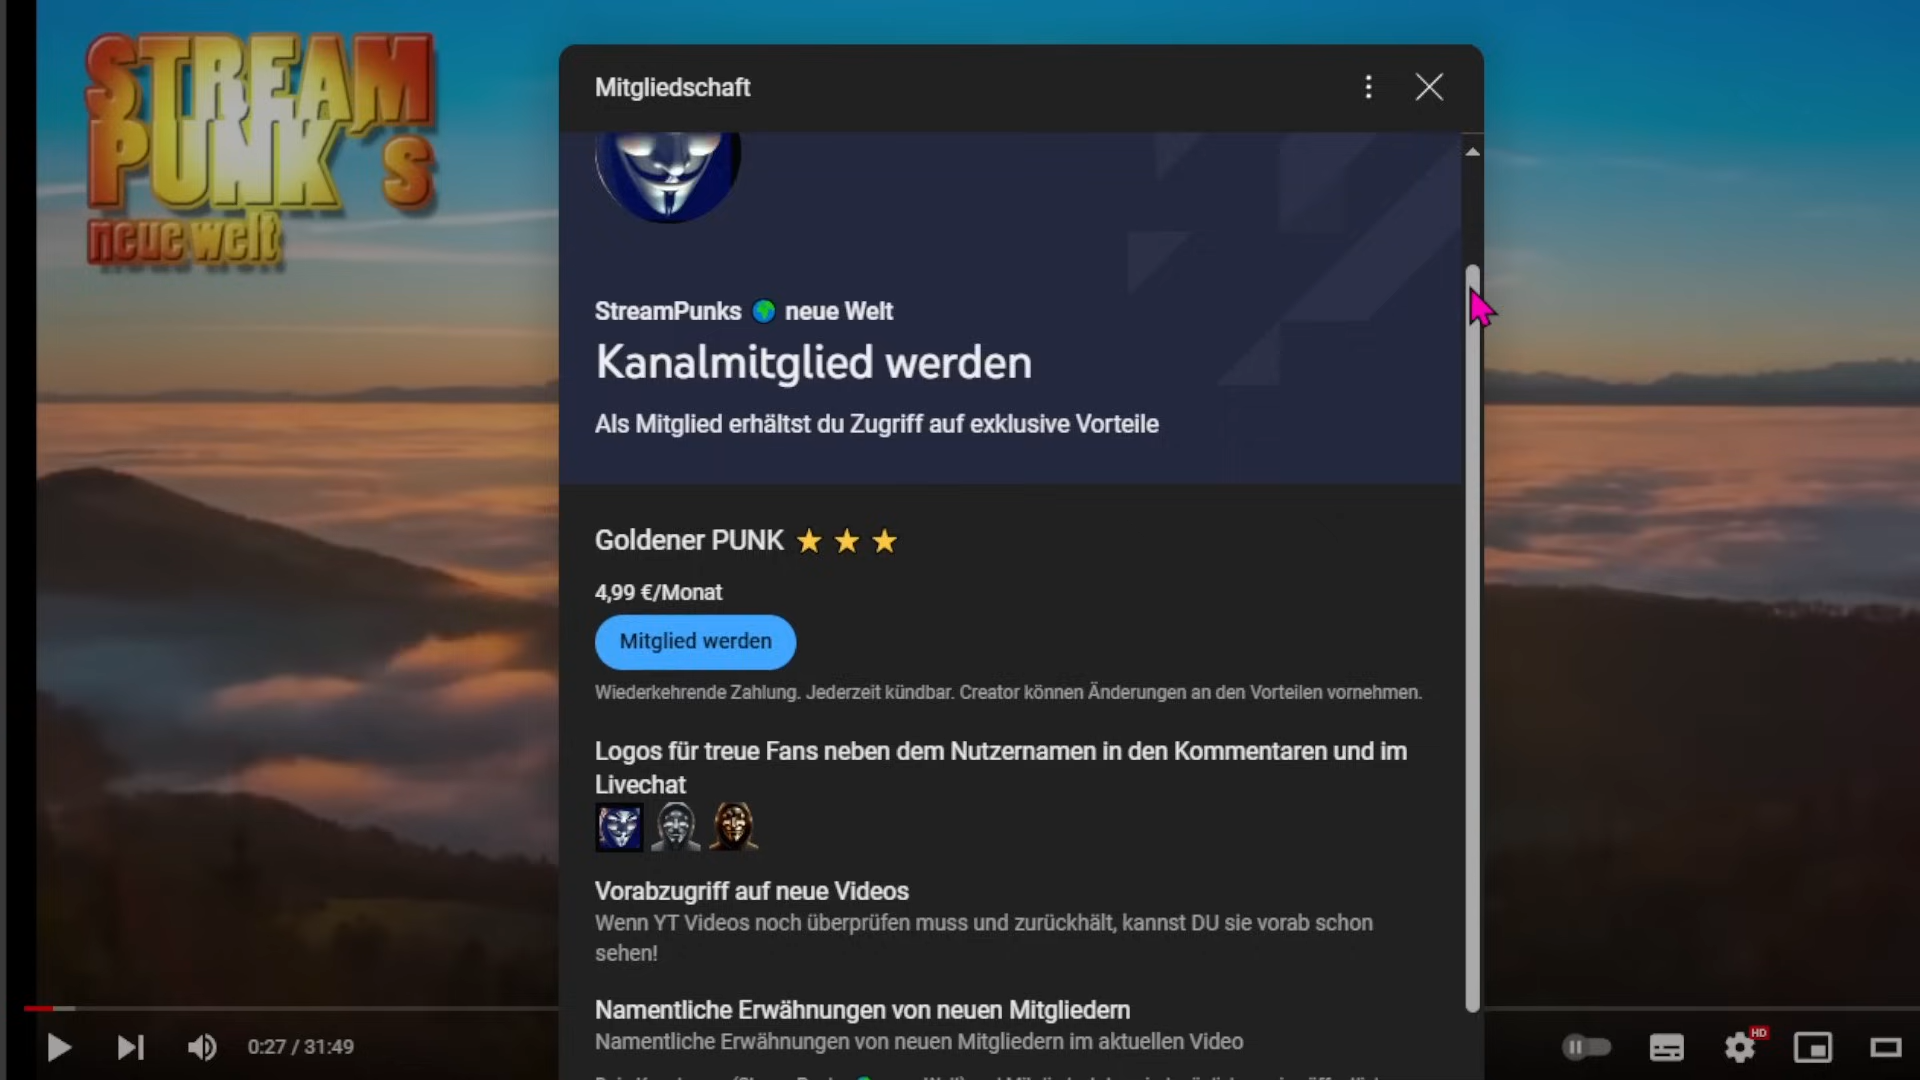 STREAM
PUNK´s
neue welt
Mitgliedschaft
StreamPunks 🌍 neue Welt
Kanalmitglied werden
Als Mitglied erhältst du Zugriff auf exklusive Vorteile
Goldener PUNK ⭐ ⭐ ⭐
4,99 €/Monat
Mitglied werden
Wiederkehrende Zahlung. Jederzeit kündbar. Creator können Änderungen an den Vorteilen vornehmen.
Logos für treue Fans neben dem Nutzernamen in den Kommentaren und im
Livechat
Vorabzugriff auf neue Videos
Wenn YT Videos noch überprüfen muss und zurückhält, kannst DU sie vorab schon
sehen!
Namentliche Erwähnungen von neuen Mitgliedern
Namentliche Erwähnungen von neuen Mitgliedern im aktuellen Video
0:27 / 31:49
HD